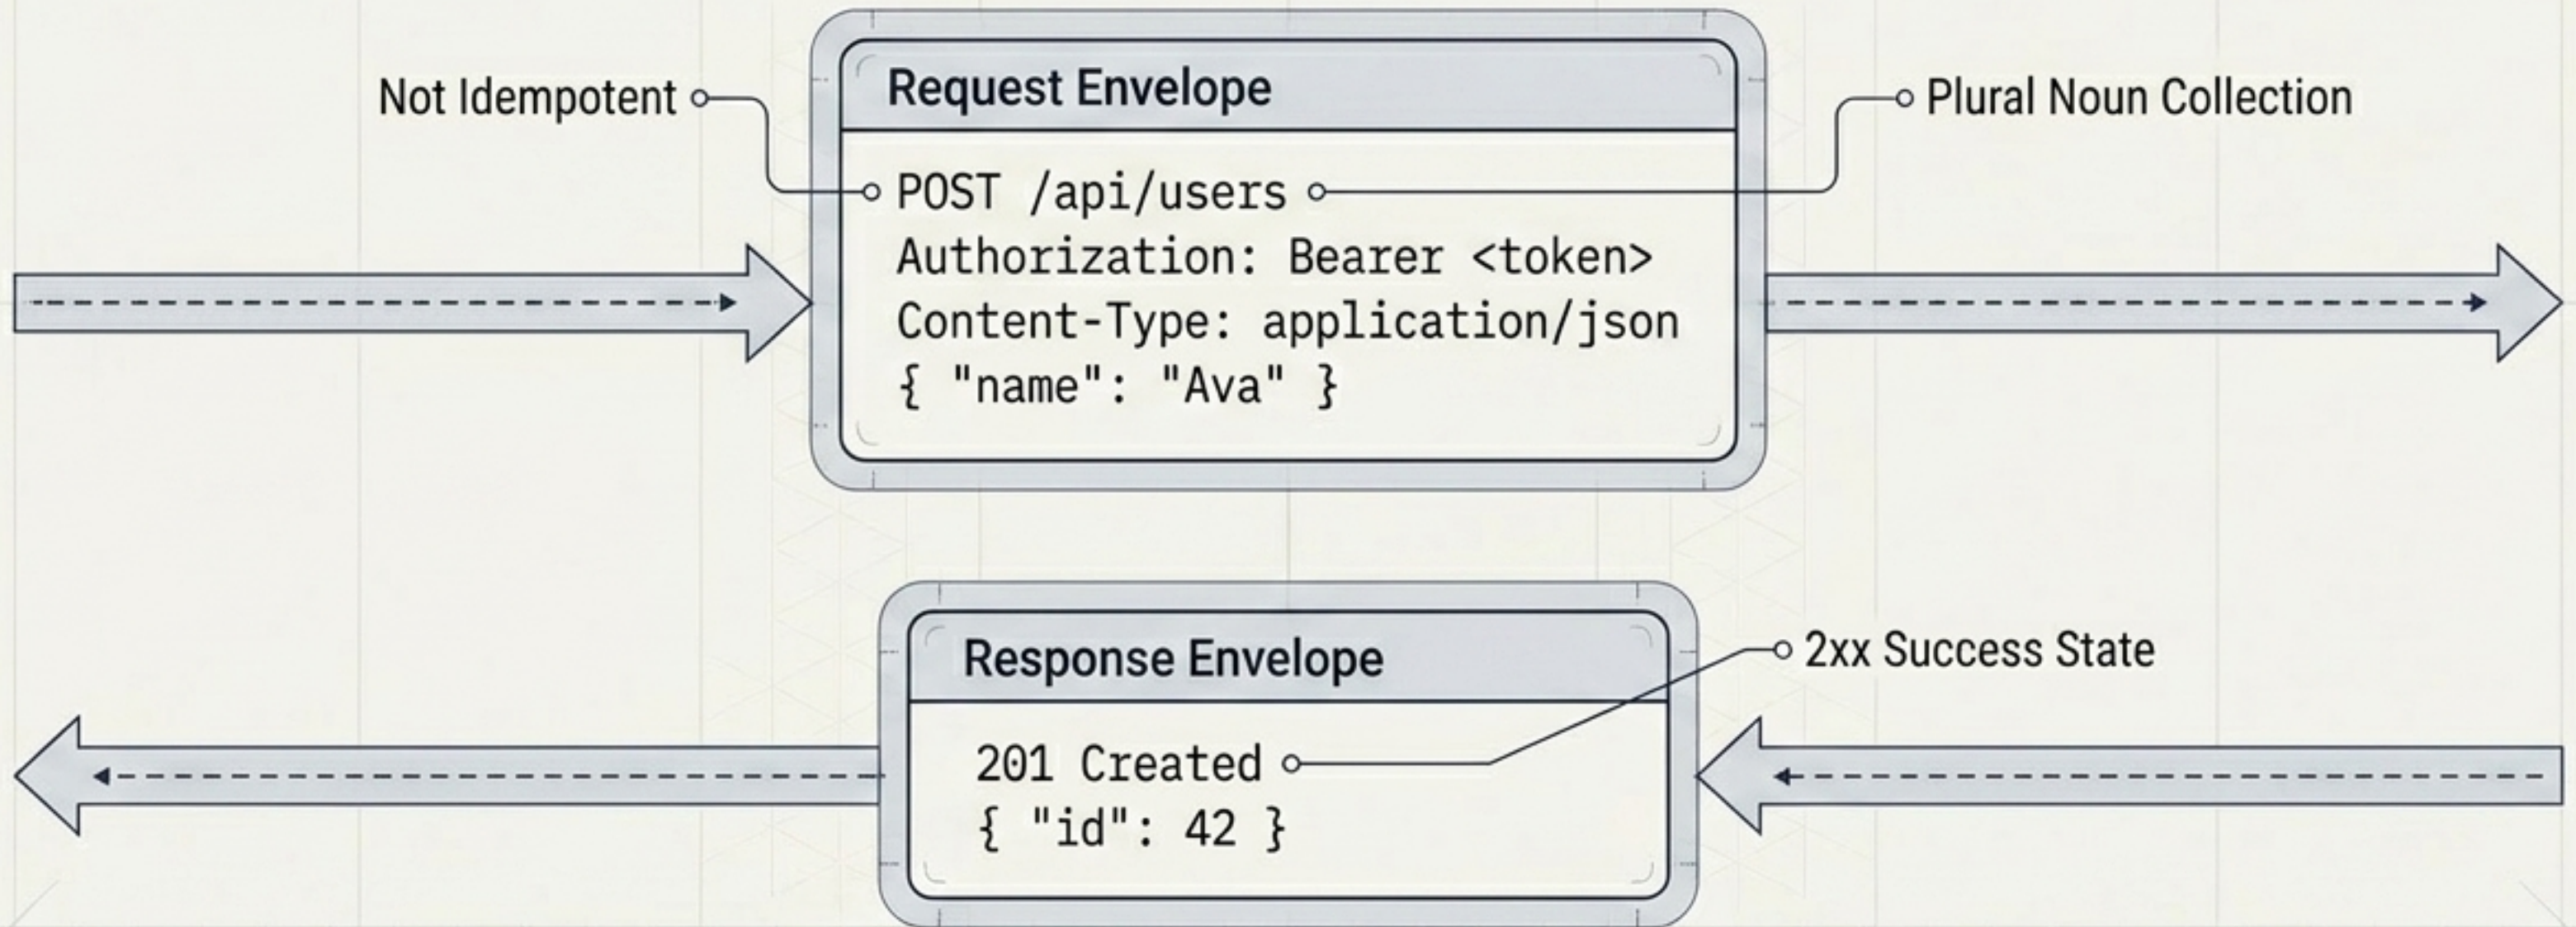 Not Idempotent
Request Envelope
Plural Noun Collection
POST /api/users
Authorization: Bearer <token>
Content-Type: application/json
{ "name": "Ava" }
Response Envelope
2xx Success State
201 Created
{ "id": 42 }